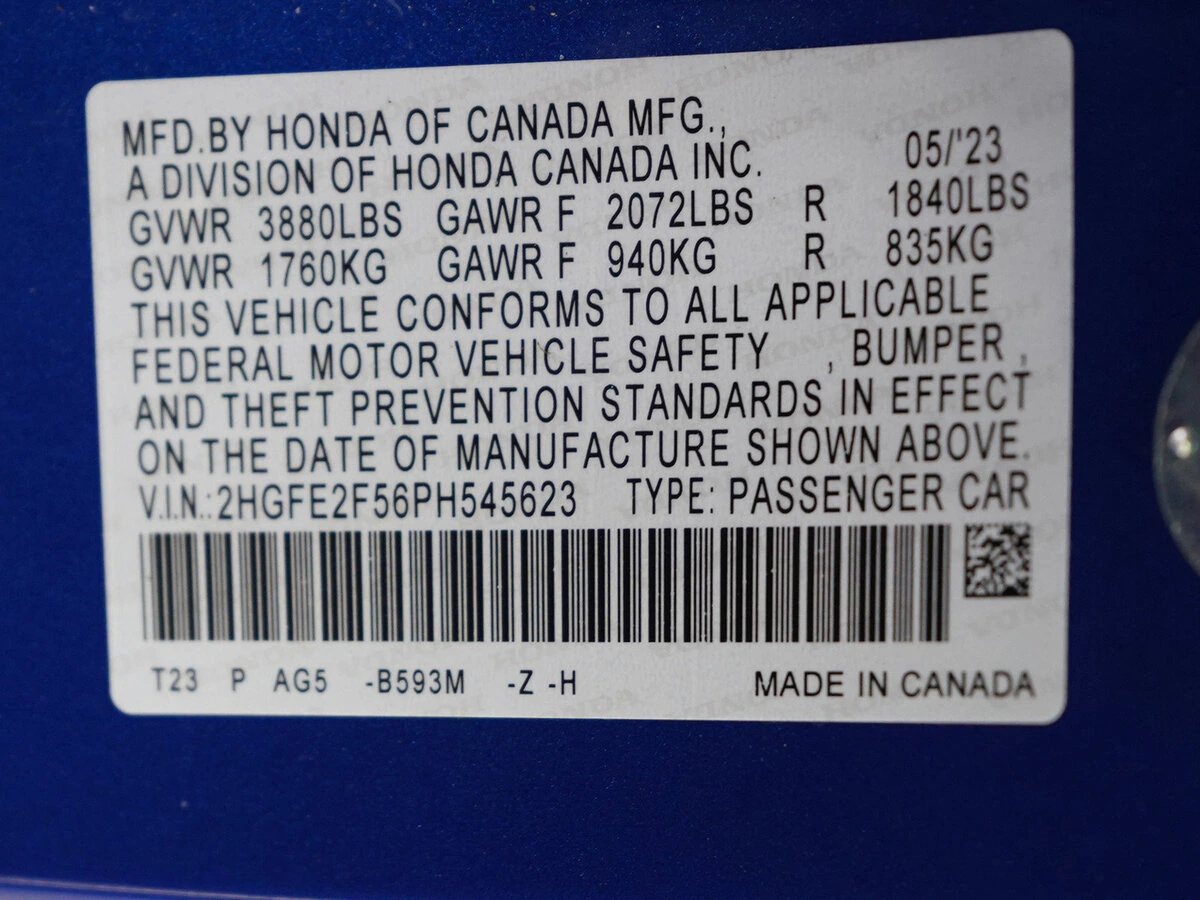 MFD.BY HONDA OF CANADA MFG.,
A DIVISION OF HONDA CANADA INC. 05/'23
GVWR 3880LBS GAWR F 2072LBS R 1840LBS
GVWR 1760KG GAWR F 940KG R 835KG
THIS VEHICLE CONFORMS TO ALL APPLICABLE
FEDERAL MOTOR VEHICLE SAFETY , BUMPER ,
AND THEFT PREVENTION STANDARDS IN EFFECT
ON THE DATE OF MANUFACTURE SHOWN ABOVE.
V.I.N.:2HGFE2F56PH545623 TYPE: PASSENGER CAR
T23 P AG5 -B593M -Z -H MADE IN CANADA